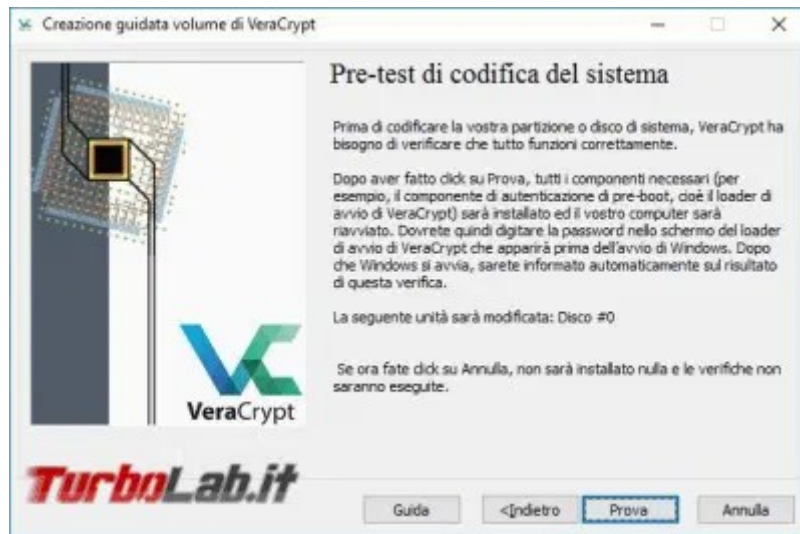 Creazione guidata volume di VeraCrypt
Pre-test di codifica del sistema
Prima di codificare la vostra partizione o disco di sistema, VeraCrypt ha
bisogno di verificare che tutto funzioni correttamente.
Dopo aver fatto click su Prova, tutti i componenti necessari (per
esempio, il componente di autenticazione di pre-boot, cioè il loader di
avvio di VeraCrypt) sarà installato ed il vostro computer sarà
riavviato. Dovrete quindi digitare la password nello schermo del loader
di avvio di VeraCrypt che apparirà prima dell'avvio di Windows. Dopo
che Windows si avvia, sarete informato automaticamente sul risultato
di questa verifica.
La seguente unità sarà modificata: Disco #0
Se ora fate click su Annulla, non sarà installato nulla e le verifiche non
saranno eseguite.
VeraCrypt
TurboLab.it
Guida
<Indietro
Prova
Annulla